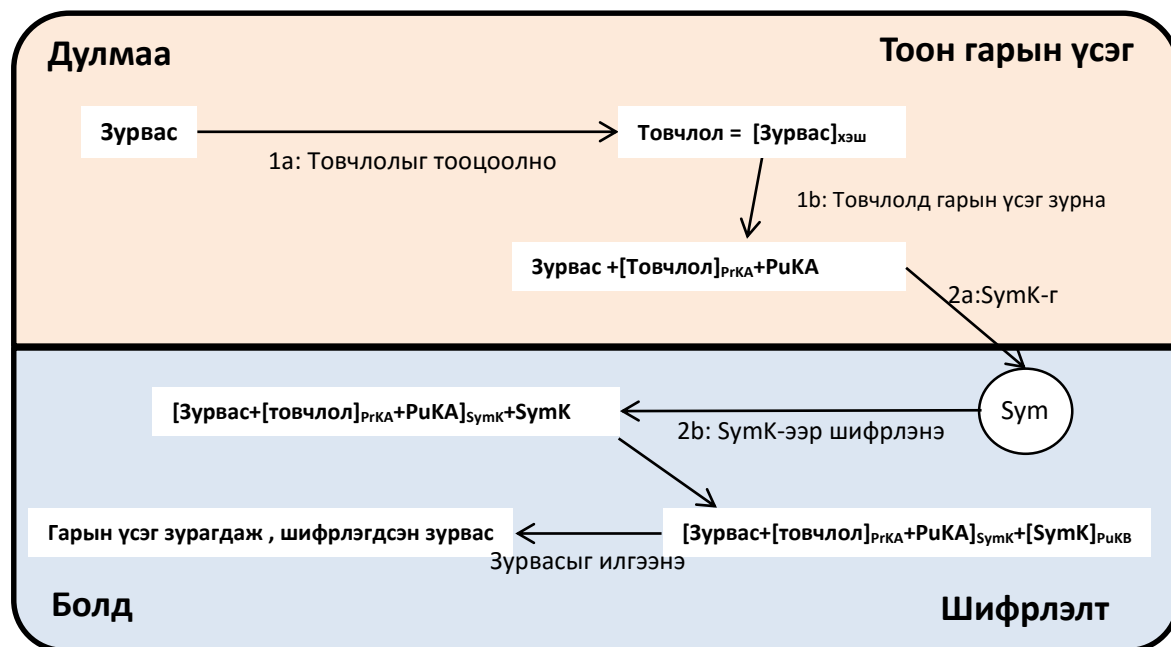 Дулмаа
Тоон гарын үсэг
Зурвас
Товчлол = [Зурвас]хэш
1a: Товчлолыг тооцоолно
1b: Товчлолд гарын үсэг зурна
Зурвас +[Товчлол]PrKA+PuKA
2a:SymK-г
[Зурвас+[товчлол]PrKA+PuKA]SymK+SymK
Sym
2b: SymK-ээр шифрлэнэ
Гарын үсэг зурагдаж , шифрлэгдсэн зурвас
[Зурвас+[товчлол]PrKA+PuKA]SymK+[SymK]PuKB
Зурвасыг илгээнэ
Болд
Шифрлэлт